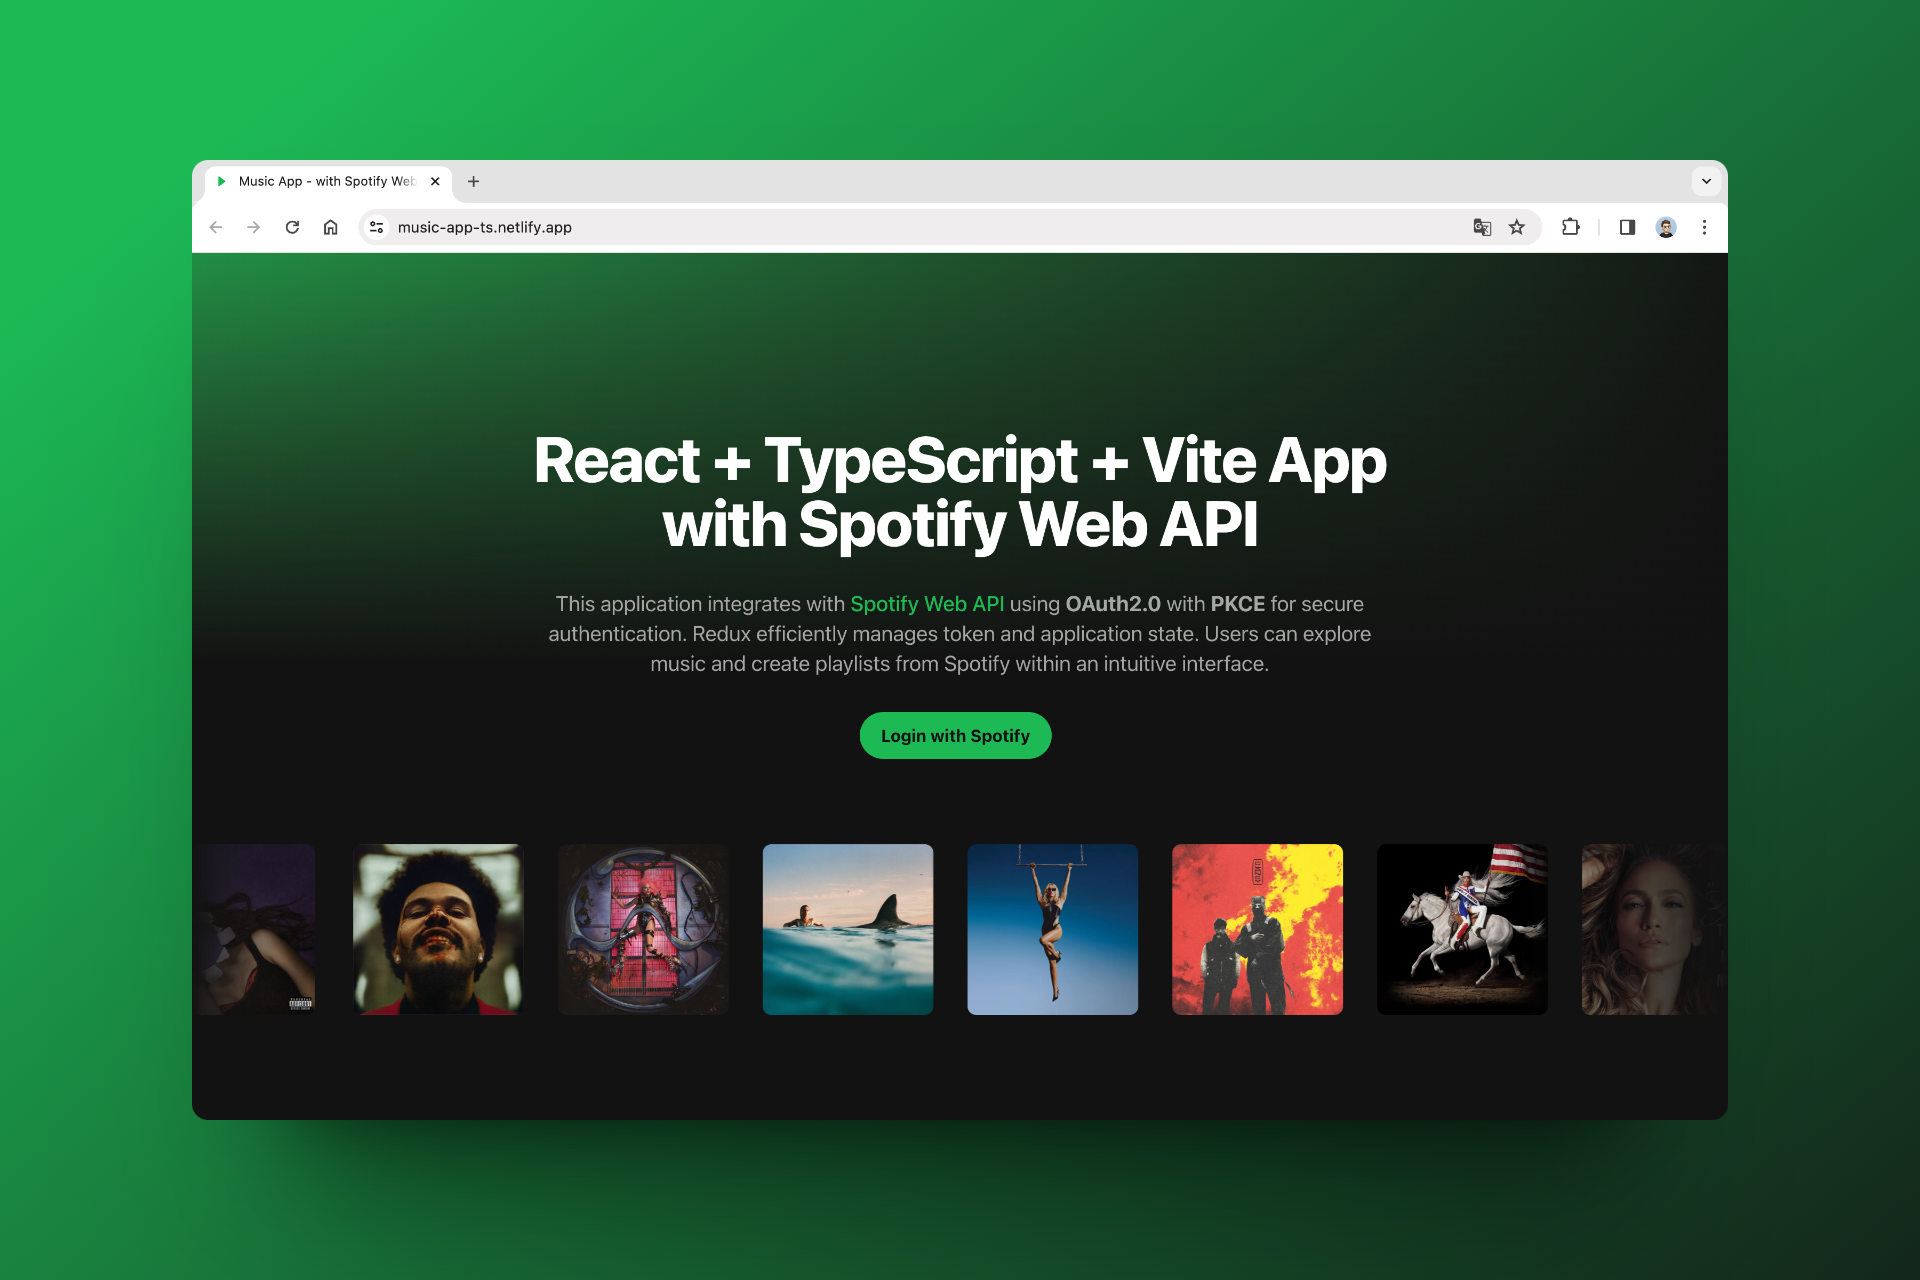 Music App - with Spotify Web
music-app-ts.netlify.app
React + TypeScript + Vite App
with Spotify Web API
This application integrates with Spotify Web API using OAuth2.0 with PKCE for secure
authentication. Redux efficiently manages token and application state. Users can explore
music and create playlists from Spotify within an intuitive interface.
Login with Spotify